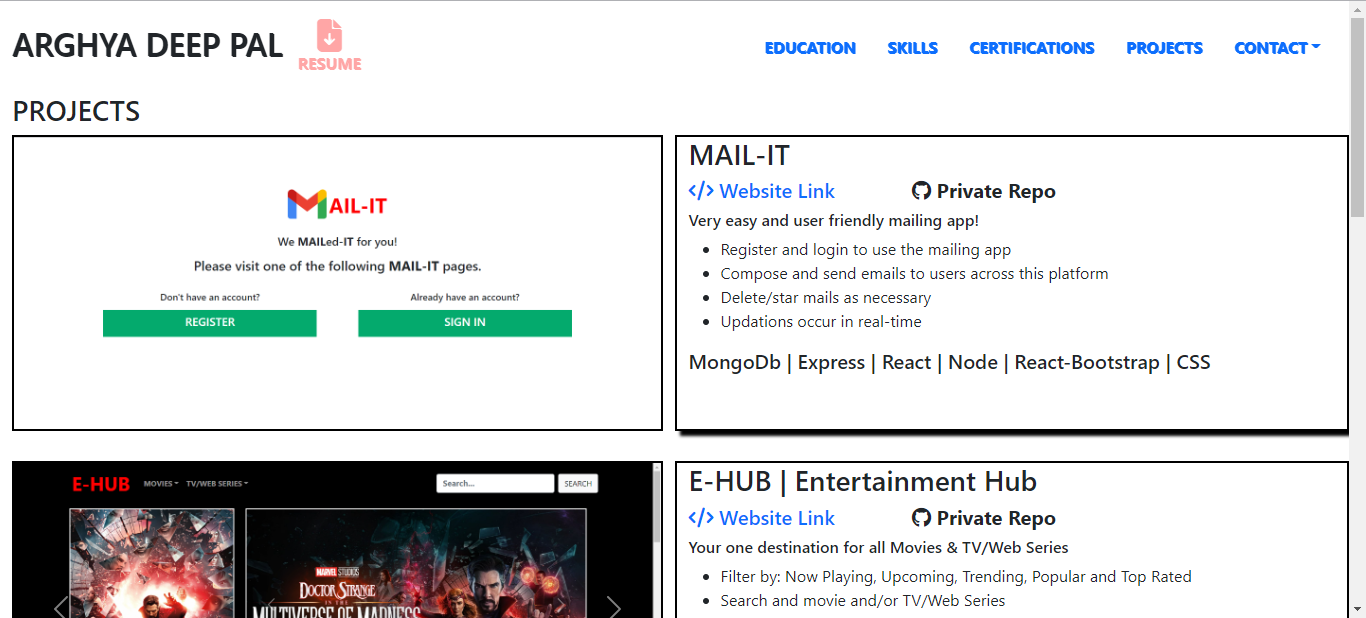 ARGHYA DEEP PAL
RESUME
EDUCATION
SKILLS
CERTIFICATIONS
PROJECTS
CONTACT
PROJECTS
MAIL-IT
We MAILed-IT for you!
Please visit one of the following MAIL-IT pages.
Don't have an account?
Already have an account?
REGISTER
SIGN IN
MAIL-IT
</> Website Link
Private Repo
Very easy and user friendly mailing app!
• Register and login to use the mailing app
• Compose and send emails to users across this platform
• Delete/star mails as necessary
• Updations occur in real-time
MongoDb | Express | React | Node | React-Bootstrap | CSS
E-HUB
MOVIES
TV/WEB SERIES
Search...
SEARCH
MARVEL STUDIOS
DOCTOR STRANGE
IN THE
MULTIVERSE OF MADNESS
E-HUB | Entertainment Hub
</> Website Link
Private Repo
Your one destination for all Movies & TV/Web Series
• Filter by: Now Playing, Upcoming, Trending, Popular and Top Rated
• Search and movie and/or TV/Web Series